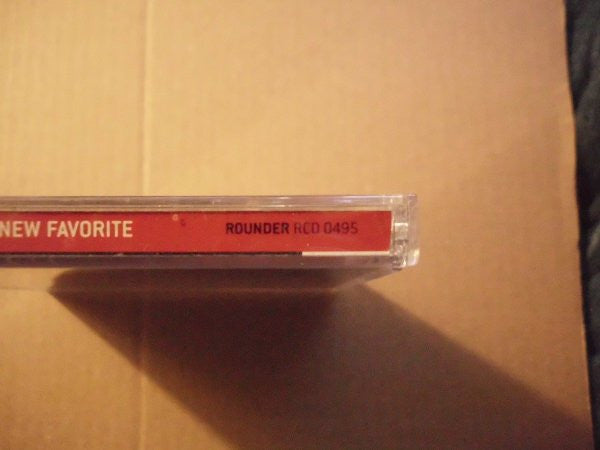 NEW FAVORITE ROUNDER RCD 0495